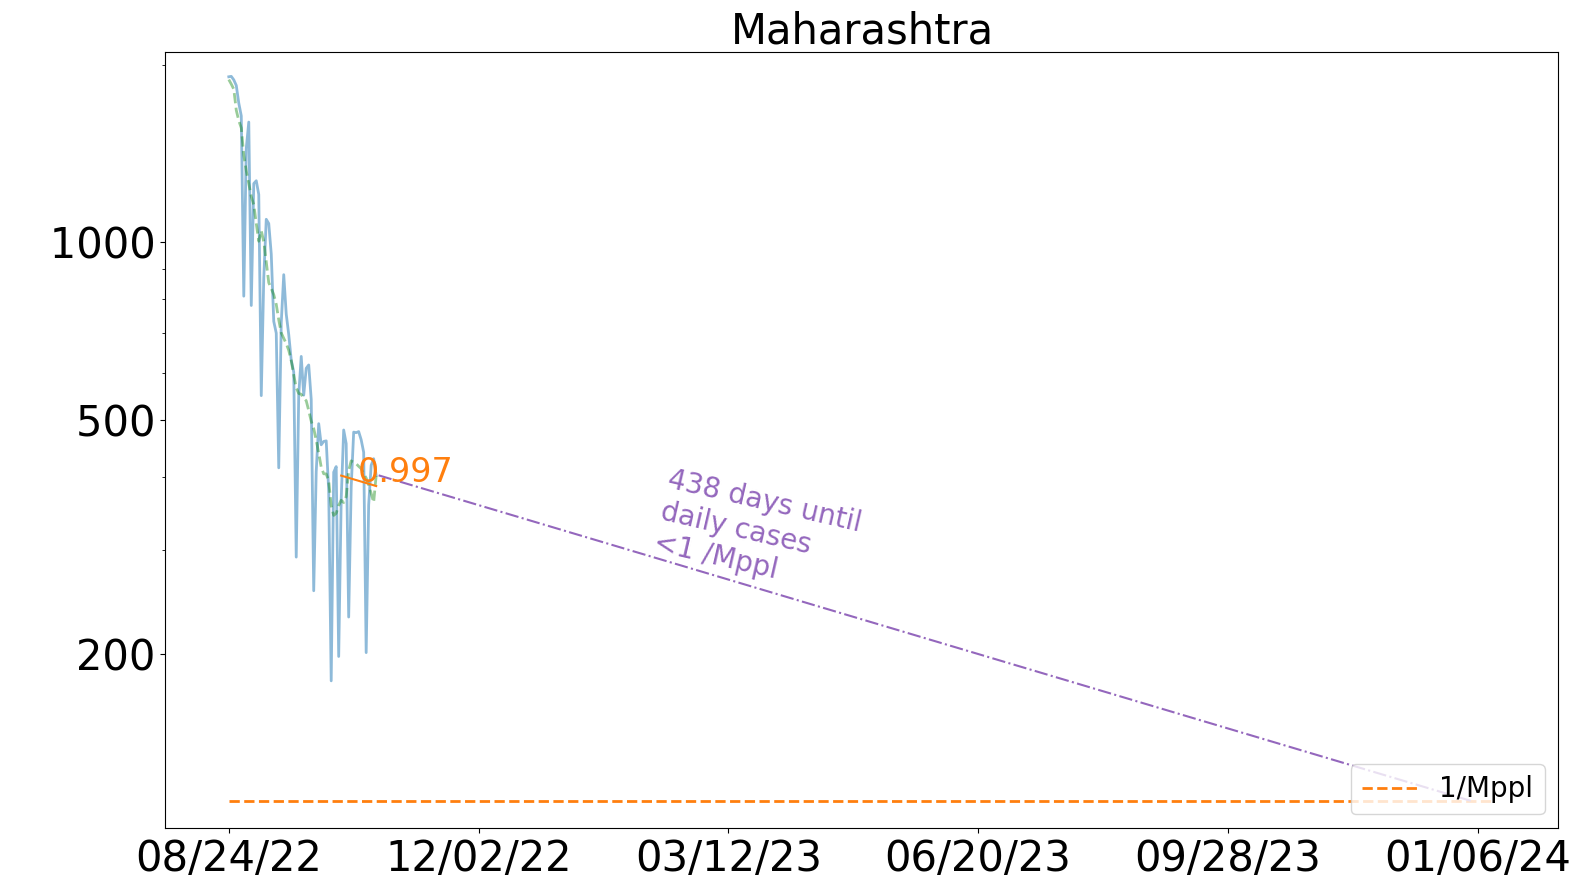 Maharashtra
1000
500
200
0.997
438 days until
daily cases
<1 /Mppl
1/Mppl
08/24/22
12/02/22
03/12/23
06/20/23
09/28/23
01/06/24